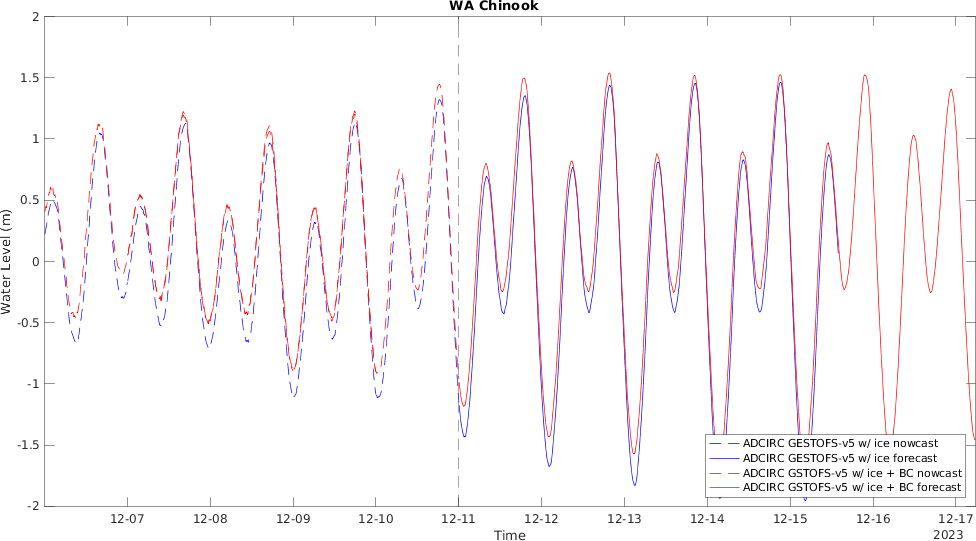 WA Chinook
2
1.5
1
0.5
0
-0.5
-1
-1.5
-2
Water Level (m)
ADCIRC GESTOFS-v5 w/ ice nowcast
ADCIRC GESTOFS-v5 w/ ice forecast
ADCIRC GSTOFS-v5 w/ ice + BC nowcast
ADCIRC GSTOFS-v5 w/ ice + BC forecast
12-07 12-08 12-09 12-10 12-11 12-12 12-13 12-14 12-15 12-16 12-17
Time
2023